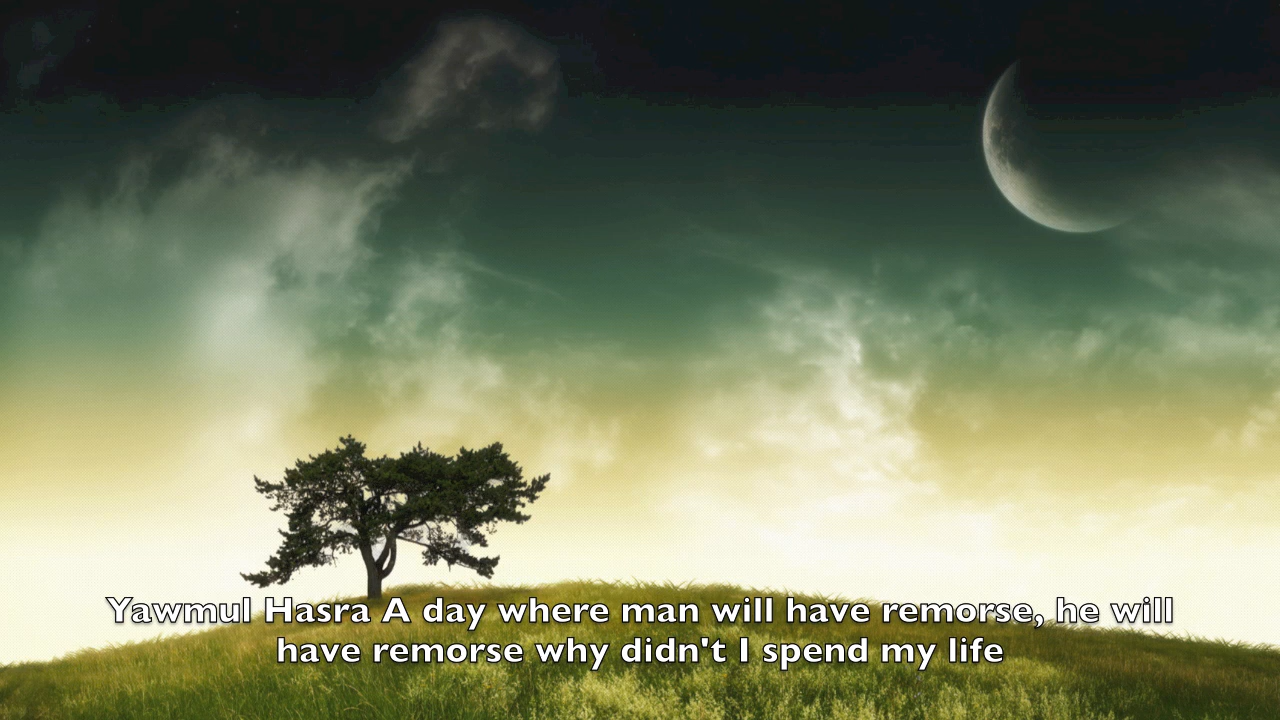 Yawmul Hasra A day where man will have remorse, he will
have remorse why didn't I spend my life